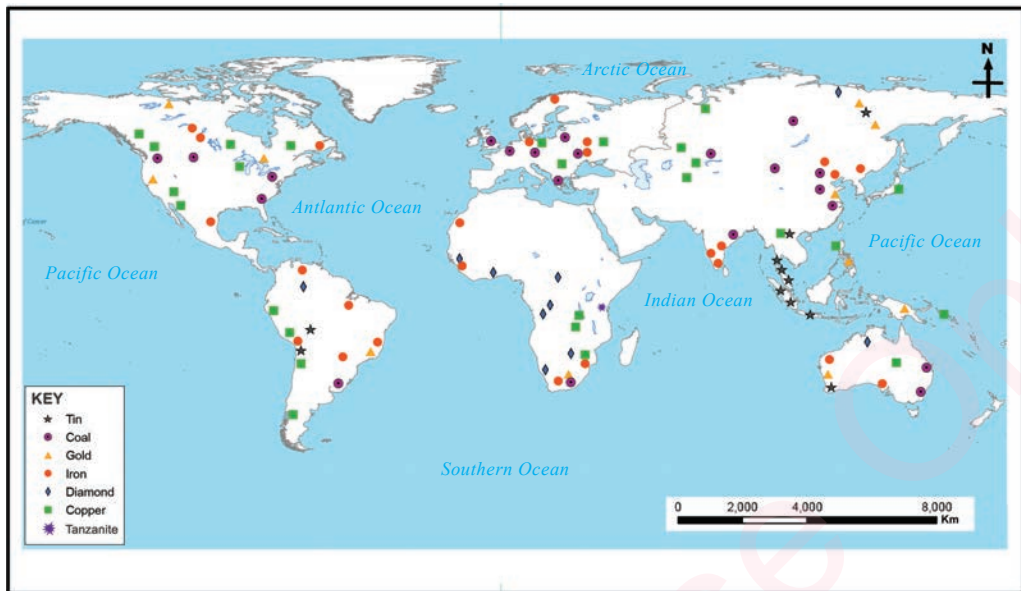 Arctic Ocean
N
Antlantic Ocean
Pacific Ocean
Pacific Ocean
Indian Ocean
Southern Ocean
KEY
Tin
Coal
Gold
Iron
Diamond
Copper
Tanzanite
0 2,000 4,000 8,000
Km